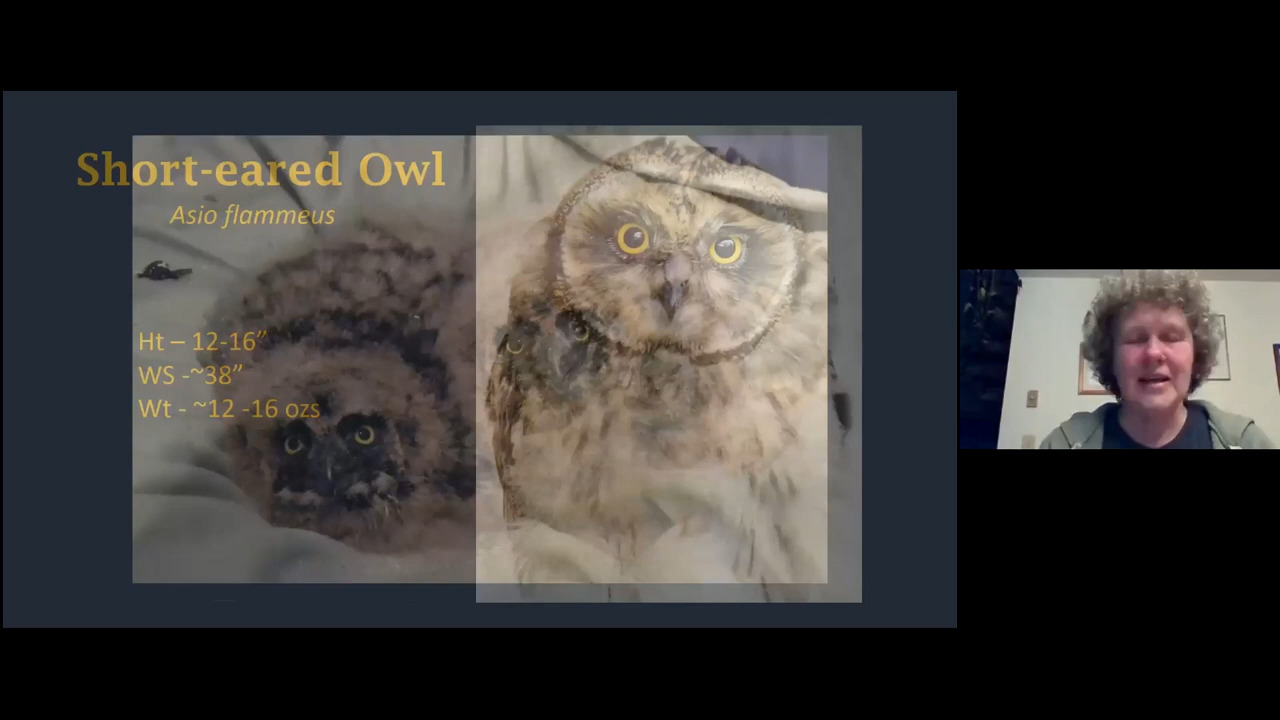 Short-eared Owl
Asio flammeus
Ht – 12-16”
WS -~38”
Wt - ~12 -16 ozs